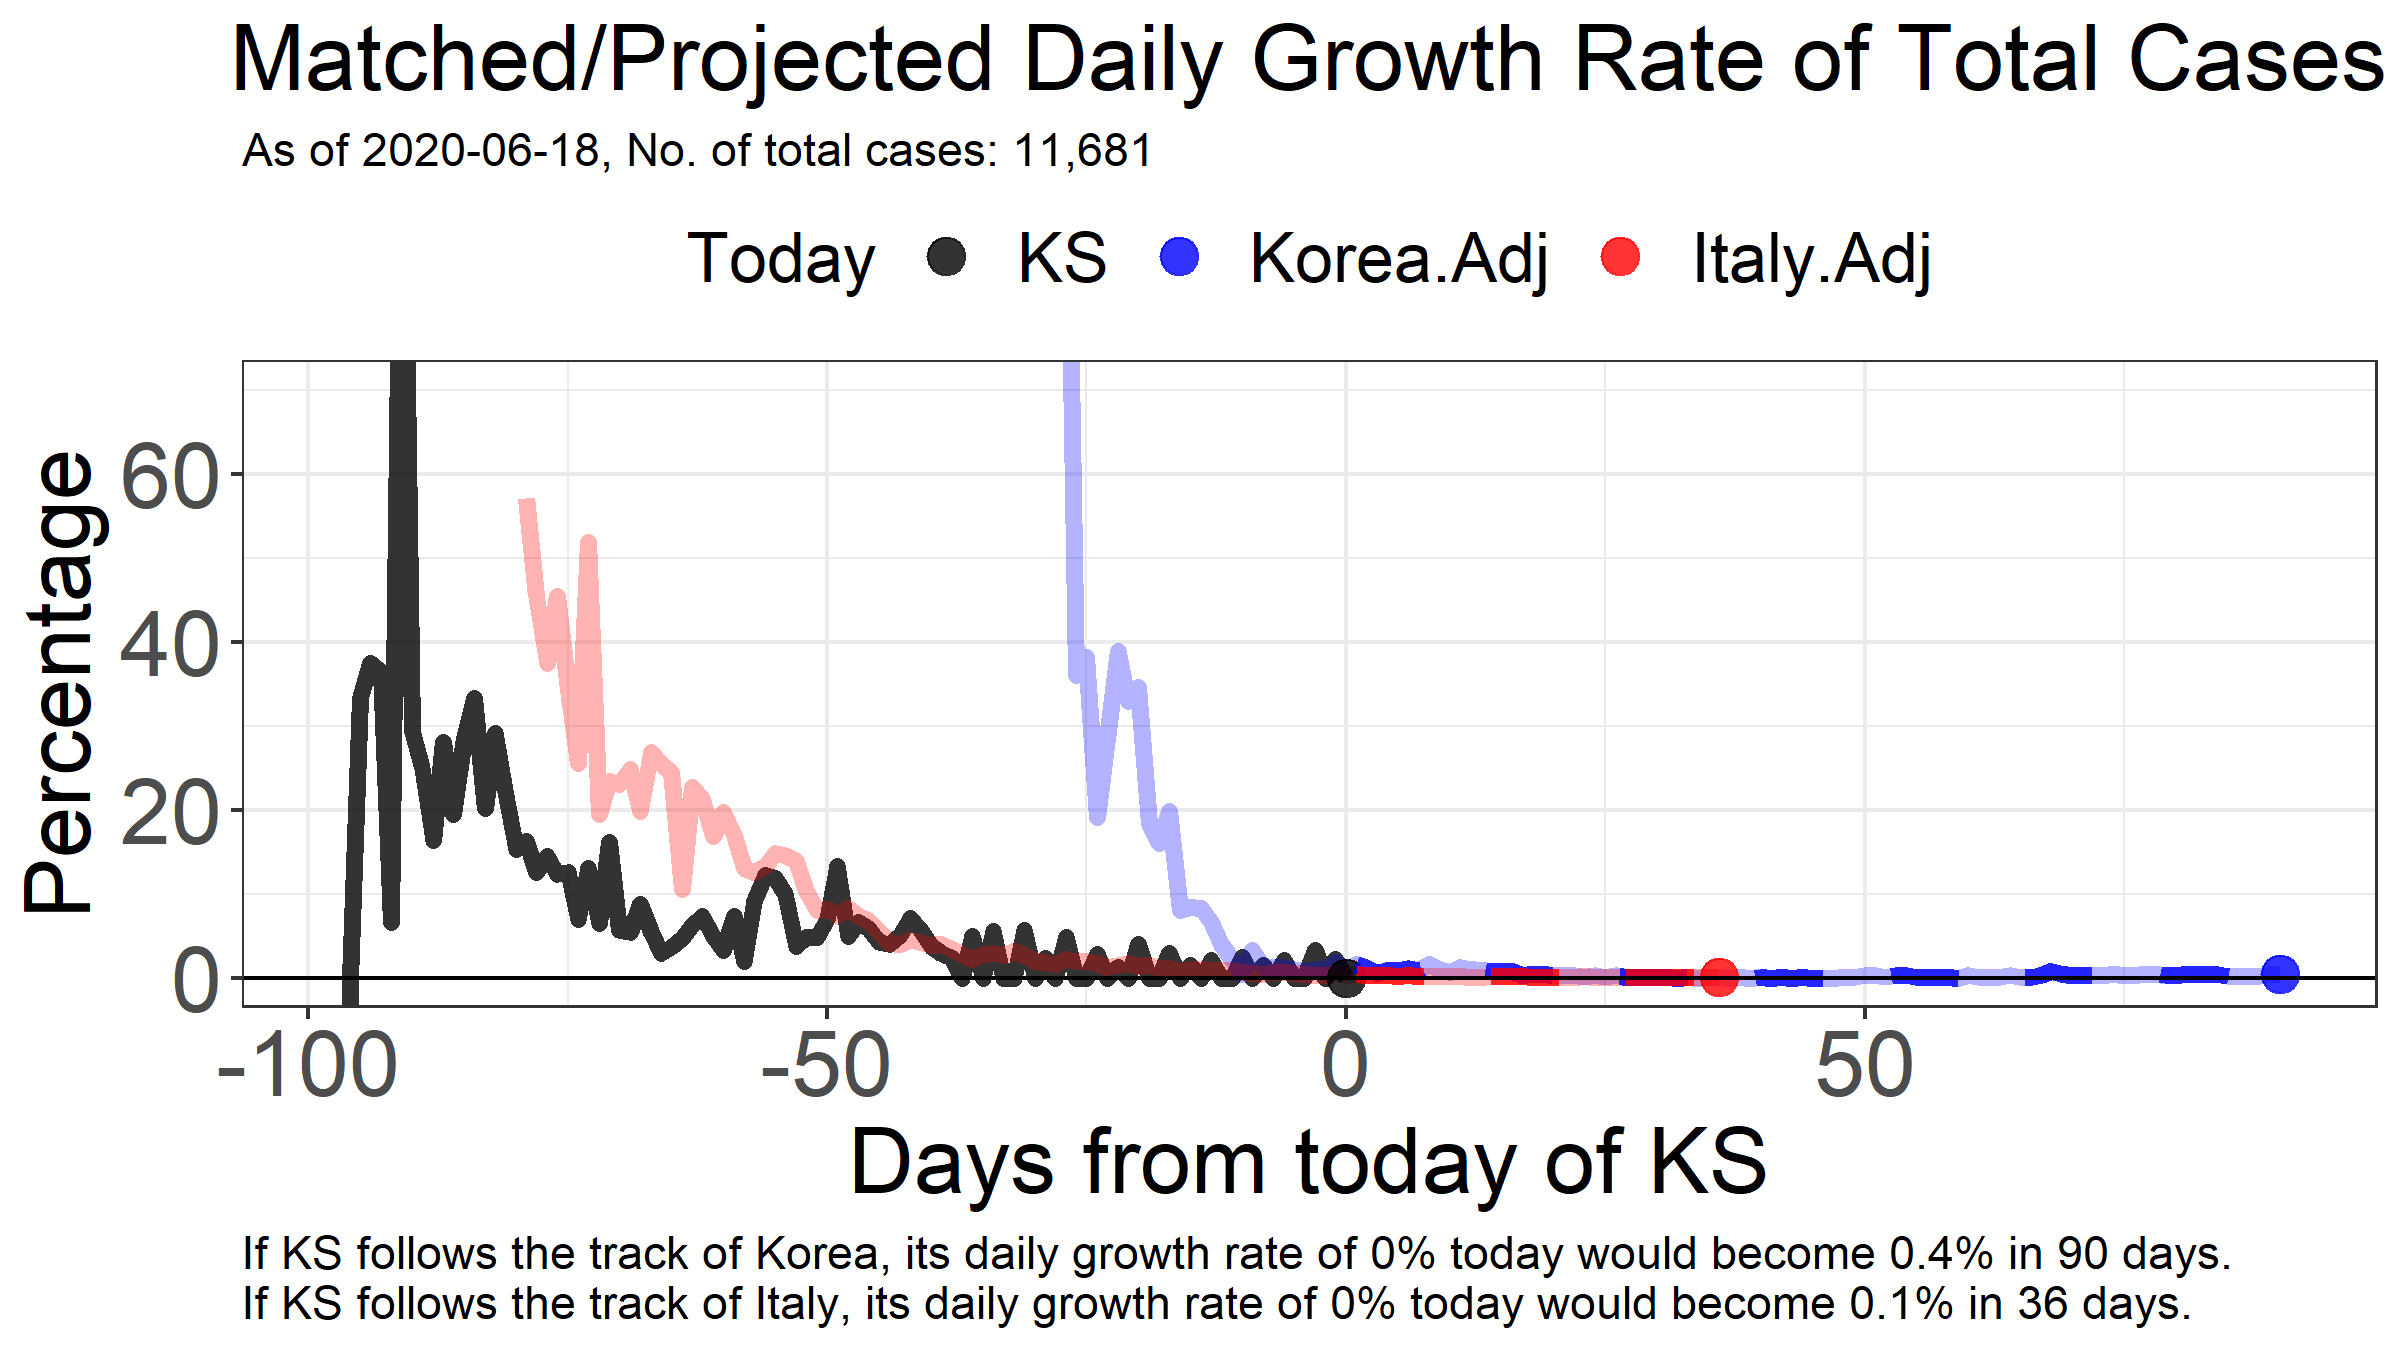 Matched/Projected Daily Growth Rate of Total Cases
As of 2020-06-18, No. of total cases: 11,681
Today KS Korea.Adj Italy.Adj
Percentage
60
40
20
0
-100 -50 0 50
Days from today of KS
If KS follows the track of Korea, its daily growth rate of 0% today would become 0.4% in 90 days.
If KS follows the track of Italy, its daily growth rate of 0% today would become 0.1% in 36 days.